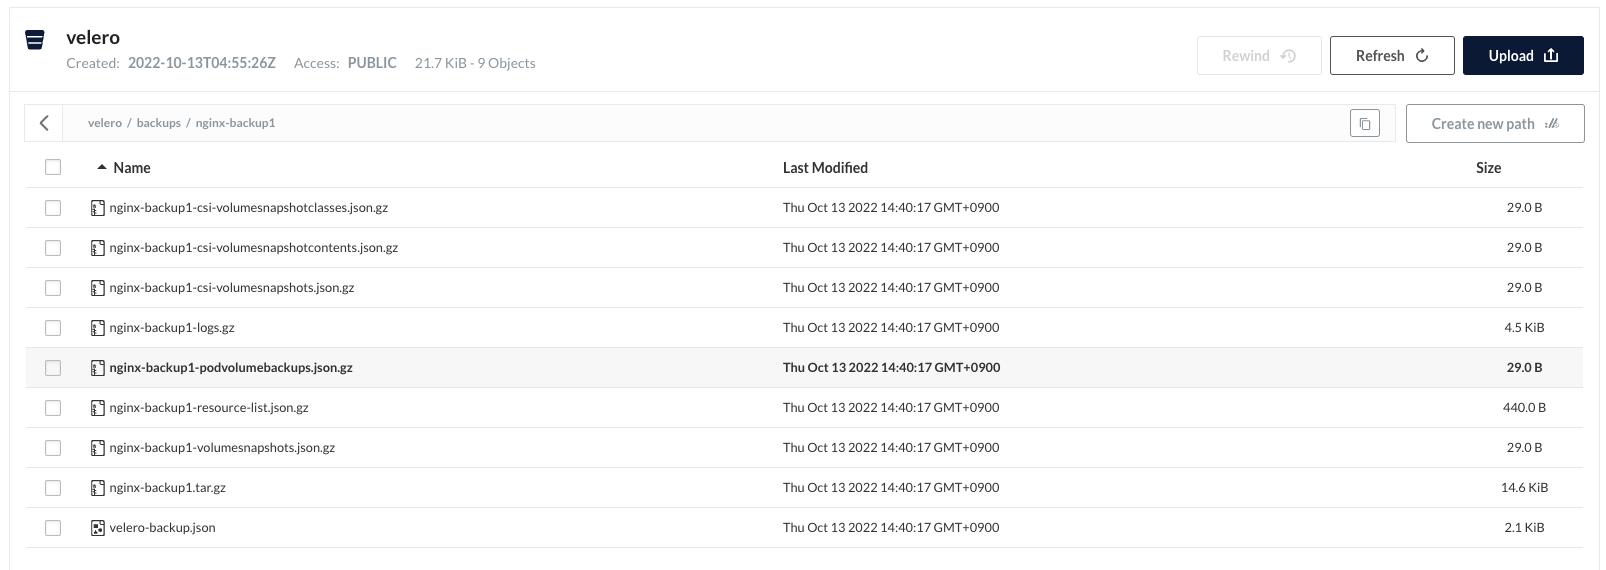 velero
Created: 2022-10-13T04:55:26Z Access: PUBLIC 21.7 KiB - 9 Objects
Rewind
Refresh
Upload
velero / backups / nginx-backup1
Create new path
Name Last Modified Size
nginx-backup1-csi-volumesnapshotclasses.json.gz Thu Oct 13 2022 14:40:17 GMT+0900 29.0 B
nginx-backup1-csi-volumesnapshotcontents.json.gz Thu Oct 13 2022 14:40:17 GMT+0900 29.0 B
nginx-backup1-csi-volumesnapshots.json.gz Thu Oct 13 2022 14:40:17 GMT+0900 29.0 B
nginx-backup1-logs.gz Thu Oct 13 2022 14:40:17 GMT+0900 4.5 KiB
nginx-backup1-podvolumebackups.json.gz Thu Oct 13 2022 14:40:17 GMT+0900 29.0 B
nginx-backup1-resource-list.json.gz Thu Oct 13 2022 14:40:17 GMT+0900 440.0 B
nginx-backup1-volumesnapshots.json.gz Thu Oct 13 2022 14:40:17 GMT+0900 29.0 B
nginx-backup1.tar.gz Thu Oct 13 2022 14:40:17 GMT+0900 14.6 KiB
velero-backup.json Thu Oct 13 2022 14:40:17 GMT+0900 2.1 KiB